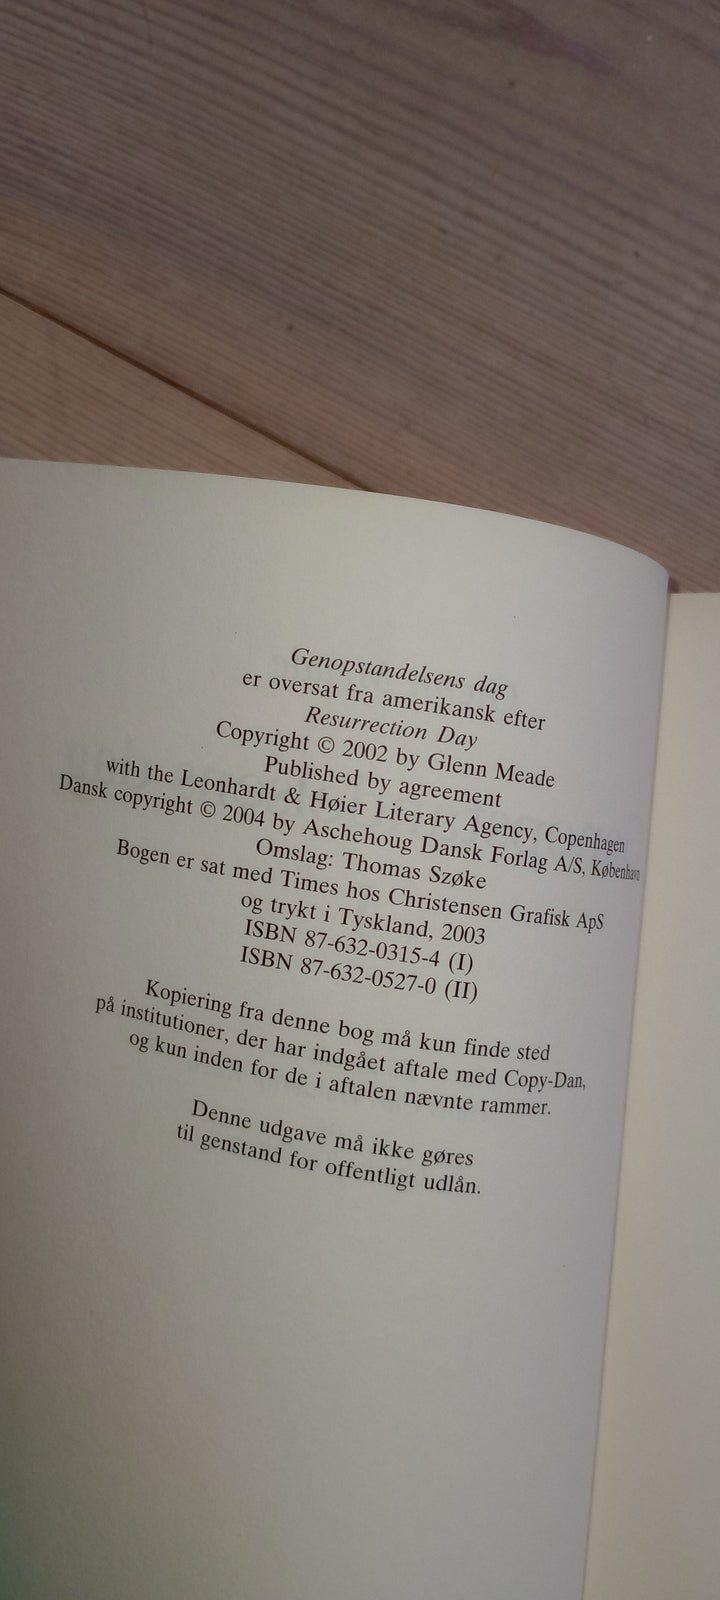 Genopstandelsens dag
er oversat fra amerikansk efter
Resurrection Day
Copyright © 2002 by Glenn Meade
Published by agreement
with the Leonhardt & Høier Literary Agency, Copenhagen
Dansk copyright © 2004 by Aschehoug Dansk Forlag A/S, København
Omslag: Thomas Szøke
Bogen er sat med Times hos Christensen Grafisk ApS
og trykt i Tyskland, 2003
ISBN 87-632-0315-4 (I)
ISBN 87-632-0527-0 (II)
Kopiering fra denne bog må kun finde sted
på institutioner, der har indgået aftale med Copy-Dan,
og kun inden for de i aftalen nævnte rammer.
Denne udgave må ikke gøres
til genstand for offentligt udlån.